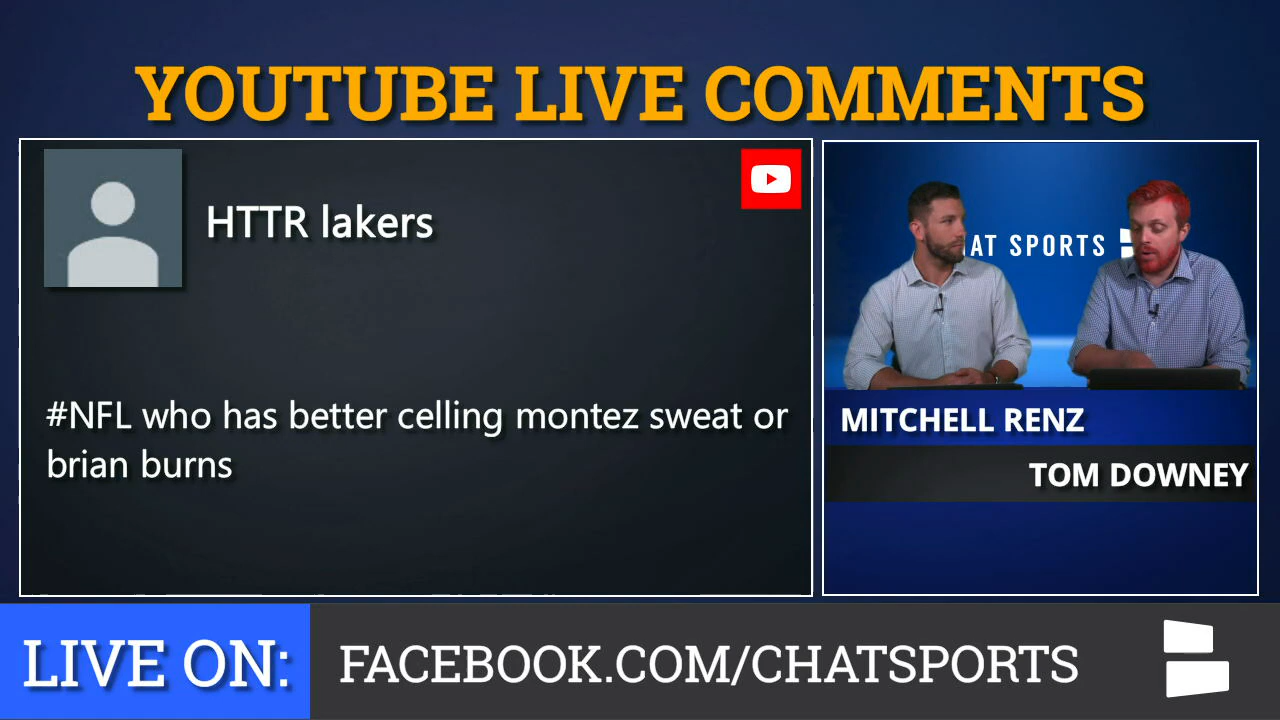 YOUTUBE LIVE COMMENTS
HTTR lakers
#NFL who has better celling montez sweat or
brian burns
AT SPORTS
MITCHELL RENZ
TOM DOWNEY
LIVE ON:
FACEBOOK.COM/CHATSPORTS